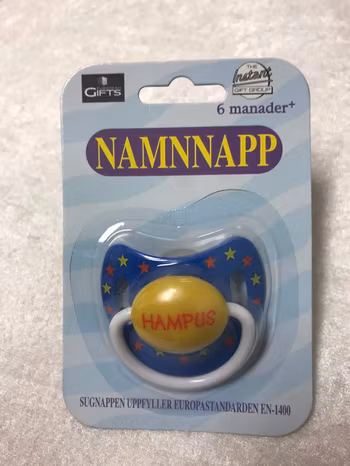 GIFTS
THE
Instant
GIFT GROUP
6 manader+
NAMNNAPP
HAMPUS
SUGNAPPEN UPPFYLLER EUROPASTANDARDEN EN-1400